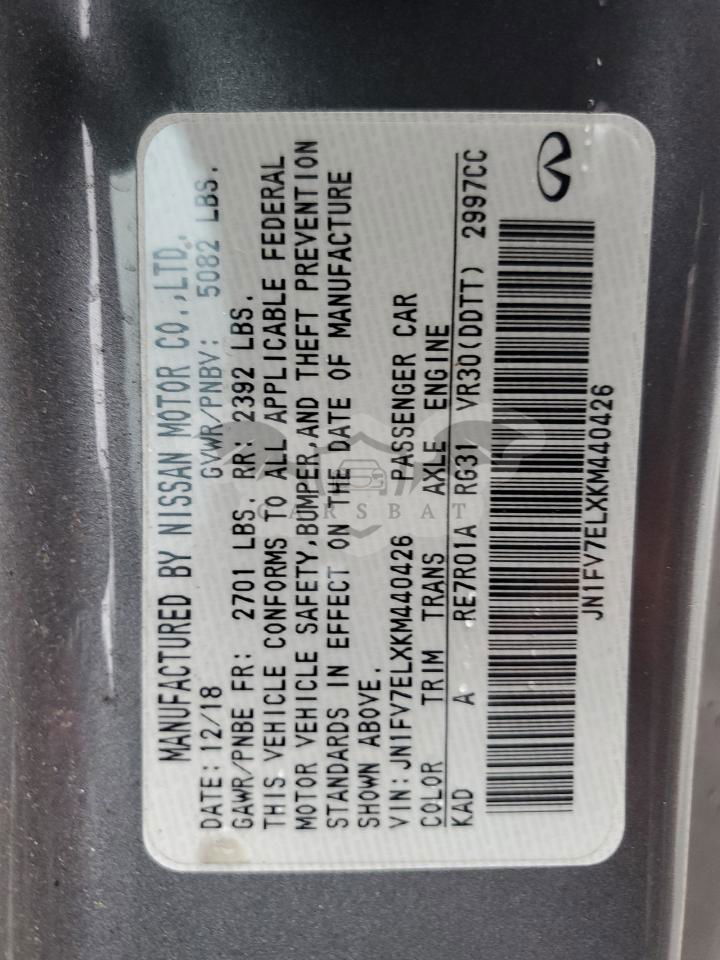 MANUFACTURED BY NISSAN MOTOR CO.,LTD.
DATE: 12/18 GVWR/PNBV: 5082 LBS.
GAWR/PNBE FR: 2701 LBS. RR: 2392 LBS.
THIS VEHICLE CONFORMS TO ALL APPLICABLE FEDERAL
MOTOR VEHICLE SAFETY,BUMPER,AND THEFT PREVENTION
STANDARDS IN EFFECT ON THE DATE OF MANUFACTURE
SHOWN ABOVE.
VIN: JN1FV7ELXKM440426 PASSENGER CAR
COLOR TRIM TRANS AXLE ENGINE
KAD A RE7R01A RG31 VR30(DDTT) 2997CC
JN1FV7ELXKM440426
CARSBAT